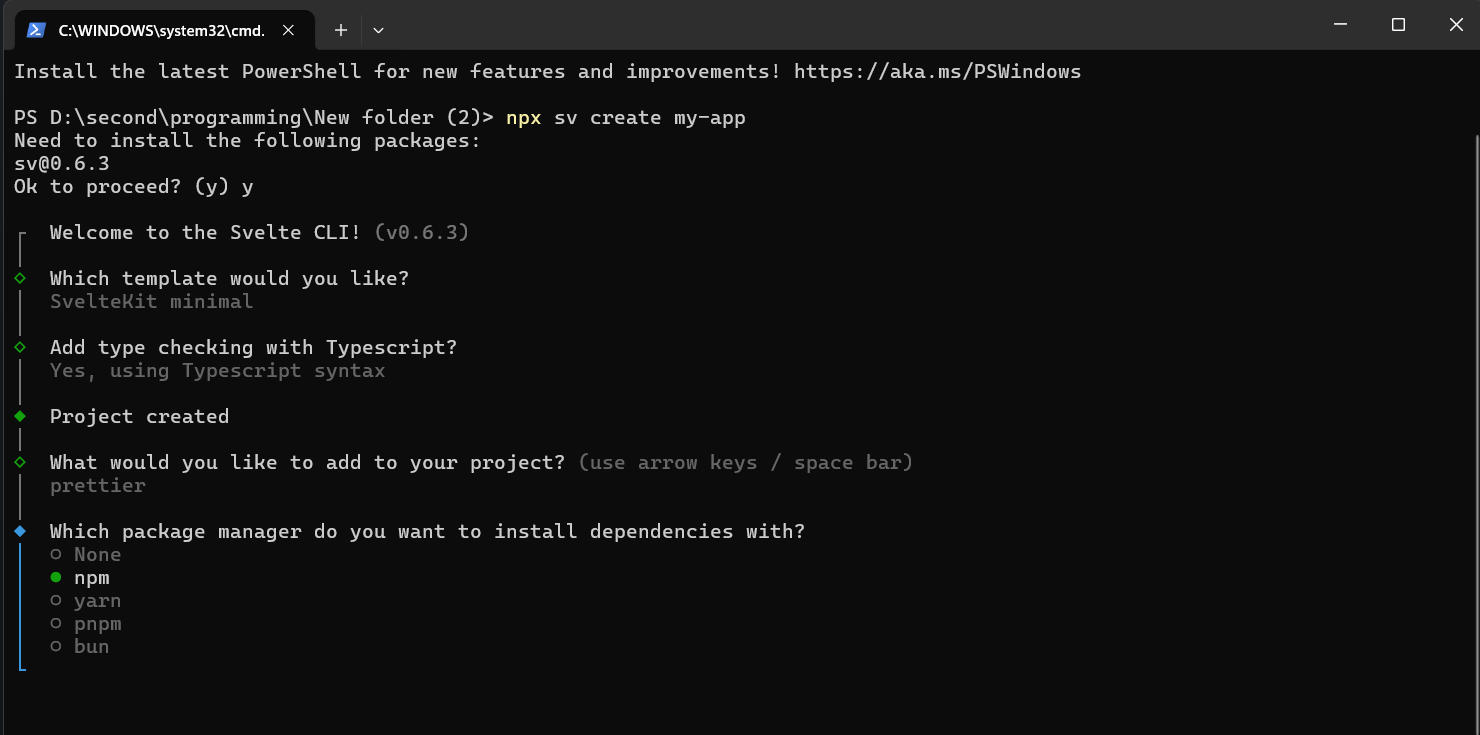 C:\WINDOWS\system32\cmd.
Install the latest PowerShell for new features and improvements! https://aka.ms/PSWindows
PS D:\second\programming\New folder (2)> npx sv create my-app
Need to install the following packages:
sv@0.6.3
Ok to proceed? (y) y
Welcome to the Svelte CLI! (v0.6.3)
Which template would you like?
SvelteKit minimal
Add type checking with Typescript?
Yes, using Typescript syntax
Project created
What would you like to add to your project? (use arrow keys / space bar)
prettier
Which package manager do you want to install dependencies with?
None
npm
yarn
pnpm
bun